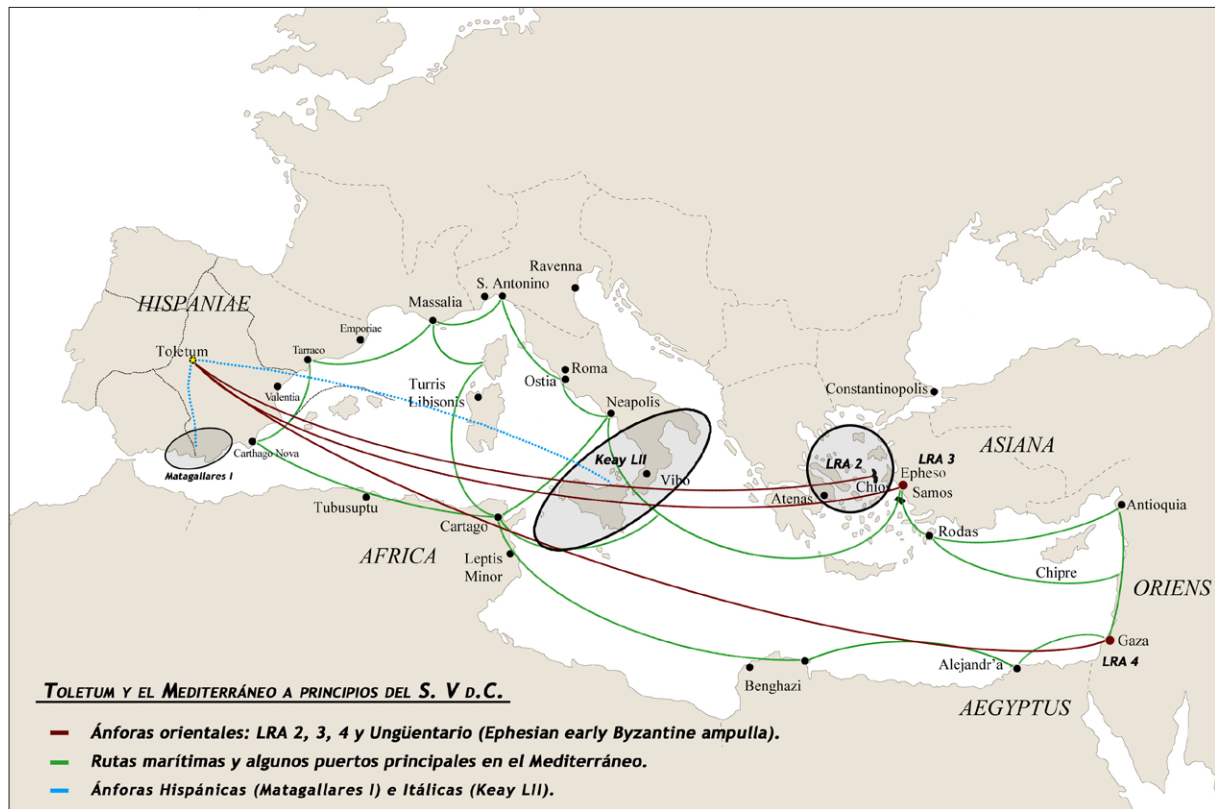 Ravenna
S. Antonino
HISPANIAE
Massalia
Emporiae
Toletum
Tarraco
Roma
Ostia
Constantinopolis
Valentia
Turris
Libisonis
Neapolis
ASIANA
Carthago Nova
Keay LII
LRA 2
LRA 3
Matagallares I
Vibo
Chios
Epheso
Atenas
Samos
Tubusuptu
Antioquia
Cartago
Rodas
AFRICA
Leptis
Minor
Chipre
ORIENS
Gaza
LRA 4
Alejandr'a
Benghazi
AEGYPTUS
TOLETUM Y EL MEDITERRÁNEO A PRINCIPIOS DEL S. V D.C.
Ánforas orientales: LRA 2, 3, 4 y Ungüentario (Ephesian early Byzantine ampulla).
Rutas marítimas y algunos puertos principales en el Mediterráneo.
Ánforas Hispánicas (Matagallares I) e Itálicas (Keay LII).